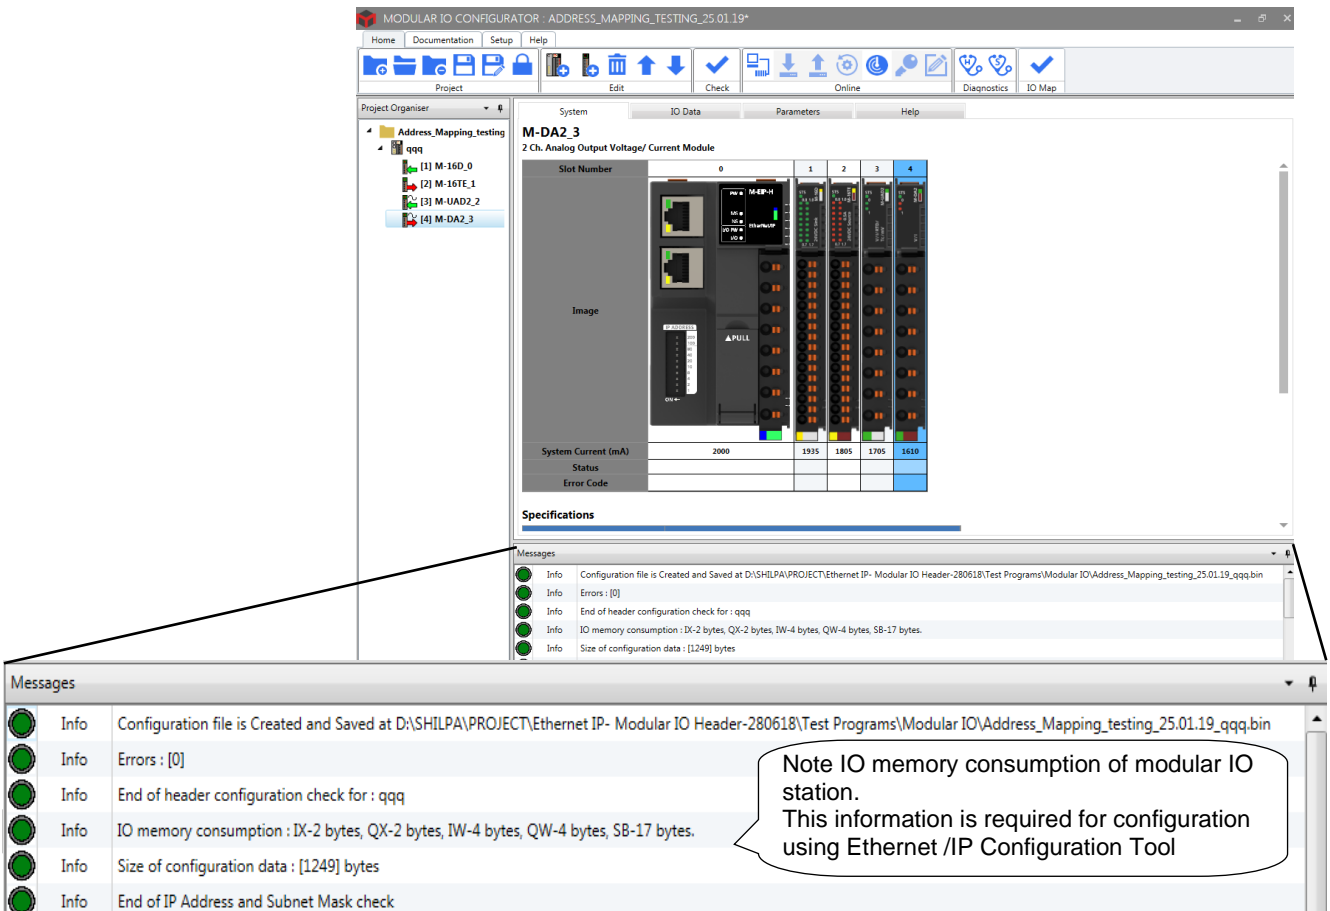 MODULAR IO CONFIGURATOR : ADDRESS_MAPPING_TESTING_25.01.19*
Home Documentation Setup Help
Project Edit Check Online Diagnostics IO Map
Project Organiser
Address_Mapping_testing
qqq
[1] M-16D_0
[2] M-16TE_1
[3] M-UAD2_2
[4] M-DA2_3
System IO Data Parameters Help
M-DA2_3
2 Ch. Analog Output Voltage/ Current Module
Slot Number 0 1 2 3 4
M-EIP-H
PW
MS
NS
EtherNet/IP
I/O PW
I/O
Image
IP ADDRESS
PULL
ON
System Current (mA) 2000 1935 1805 1705 1610
Status
Error Code
Specifications
Messages
Info Configuration file is Created and Saved at D:\SHILPA\PROJECT\Ethernet IP- Modular IO Header-280618\Test Programs\Modular IO\Address_Mapping_testing_25.01.19_qqq.bin
Info Errors : [0]
Info End of header configuration check for : qqq
Info IO memory consumption : IX-2 bytes, QX-2 bytes, IW-4 bytes, QW-4 bytes, SB-17 bytes.
Info Size of configuration data : [1249] bytes
Messages
Info Configuration file is Created and Saved at D:\SHILPA\PROJECT\Ethernet IP- Modular IO Header-280618\Test Programs\Modular IO\Address_Mapping_testing_25.01.19_qqq.bin
Info Errors : [0]
Info End of header configuration check for : qqq
Info IO memory consumption : IX-2 bytes, QX-2 bytes, IW-4 bytes, QW-4 bytes, SB-17 bytes.
Info Size of configuration data : [1249] bytes
Info End of IP Address and Subnet Mask check
Note IO memory consumption of modular IO
station.
This information is required for configuration
using Ethernet /IP Configuration Tool